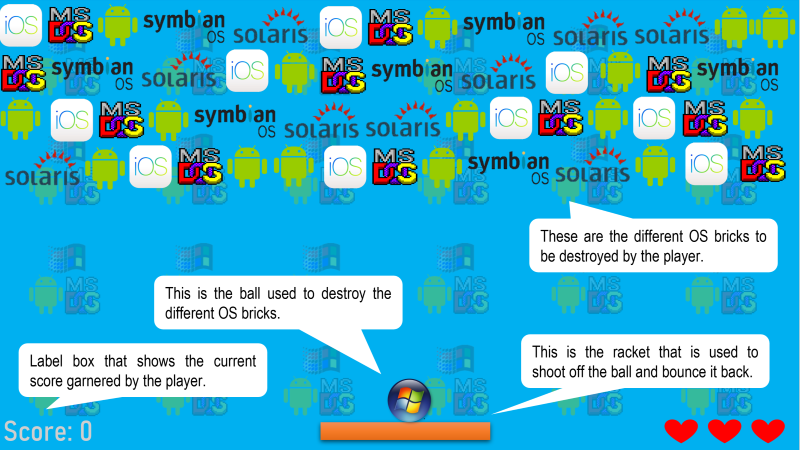 iOS MS DOS symbian OS solaris iOS MS DOS symbian OS solaris solaris
MS DOS symbian OS solaris iOS MS DOS symbian OS solaris iOS MS DOS symbian OS
iOS MS DOS symbian OS solaris solaris iOS MS DOS iOS MS DOS
solaris iOS MS DOS iOS MS DOS symbian OS solaris iOS MS DOS
These are the different OS bricks to
be destroyed by the player.
This is the ball used to destroy the
different OS bricks.
This is the racket that is used to
shoot off the ball and bounce it back.
Label box that shows the current
score garnered by the player.
Score: 0